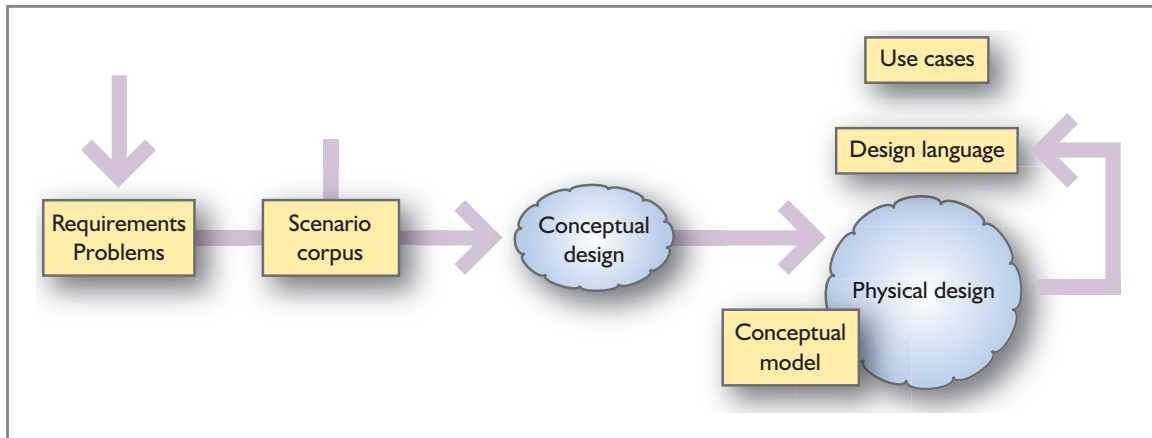 Use cases
Design language
Requirements
Problems
Scenario
corpus
Conceptual
design
Physical design
Conceptual
model